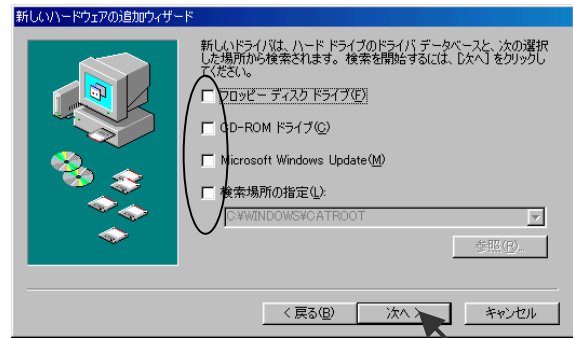 新しいハードウェアの追加ウィザード
新しいドライバは、ハード ドライブのドライバ データベースと、次の選択
した場所から検索されます。検索を開始するには、[次へ] をクリックし
てください。
フロッピー ディスク ドライブ(F)
CD-ROM ドライブ(C)
Microsoft Windows Update(M)
検索場所の指定(L):
C:¥WINDOWS¥CATROOT
参照(R)...
< 戻る(B)
次へ >
キャンセル